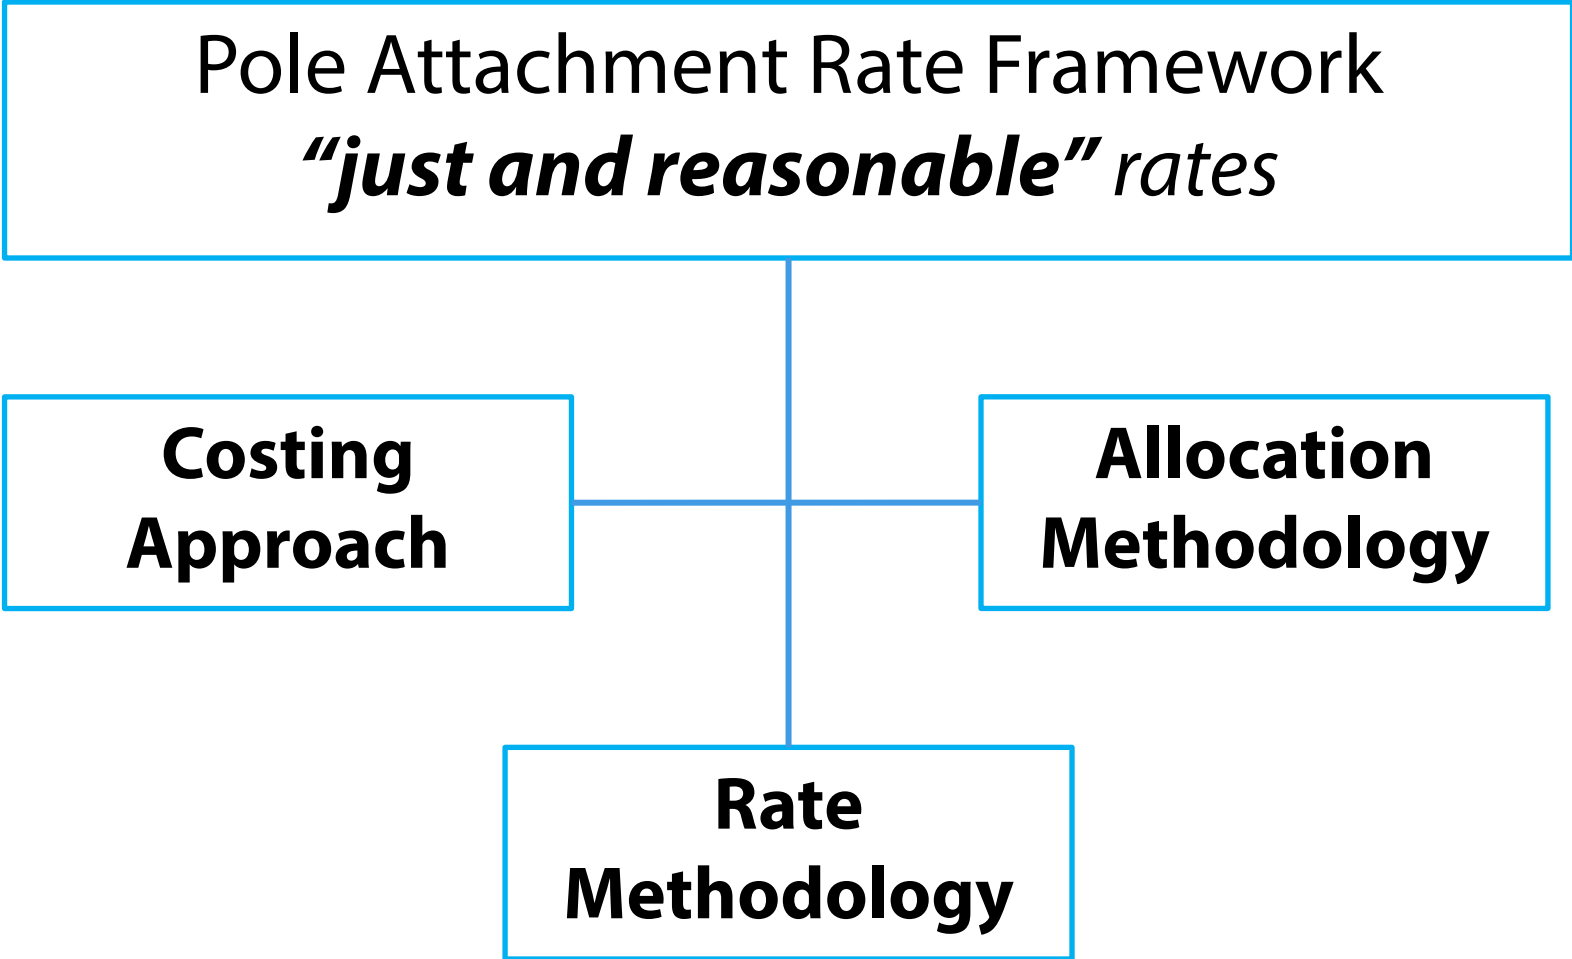 Pole Attachment Rate Framework
“just and reasonable” rates
Costing
Approach
Allocation
Methodology
Rate
Methodology